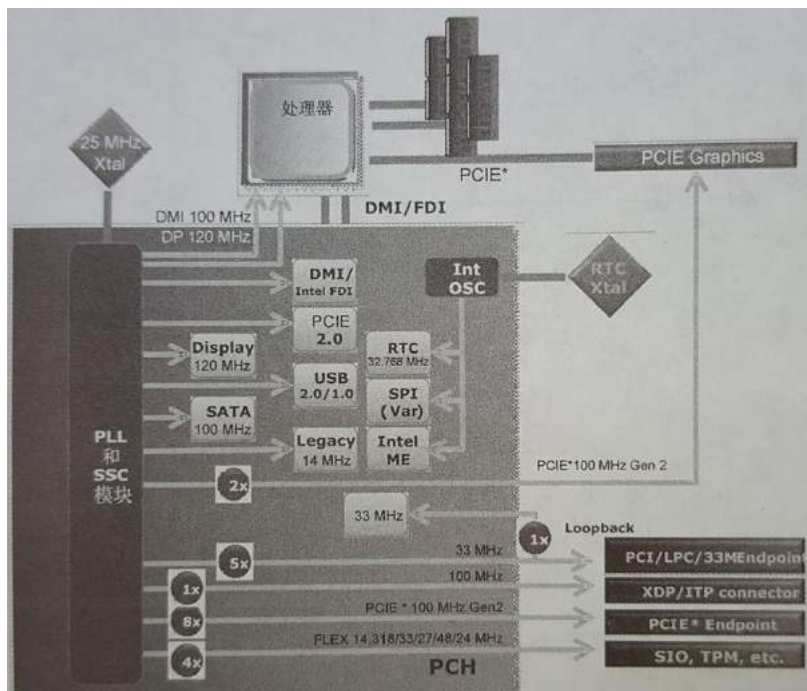 处理器
25 MHz
Xtal
PCIE Graphics
PCIE*
DMI/FDI
DMI 100 MHz
DP 120 MHz
DMI/
Intel FDI
Int
OSC
RTC
Xtal
PCIE
2.0
Display
120 MHz
RTC
32.768 MHz
USB
2.0/1.0
SPI
(Var)
SATA
100 MHz
PLL
和
SSC
模块
Legacy
14 MHz
Intel
ME
PCIE*100 MHz Gen 2
2x
33 MHz
1x
Loopback
5x
33 MHz
PCI/LPC/33MEndpoint
1x
100 MHz
XDP/ITP connector
8x
PCIE * 100 MHz Gen2
PCIE* Endpoint
4x
FLEX 14.318/33/27/48/24 MHz
SIO, TPM, etc.
PCH